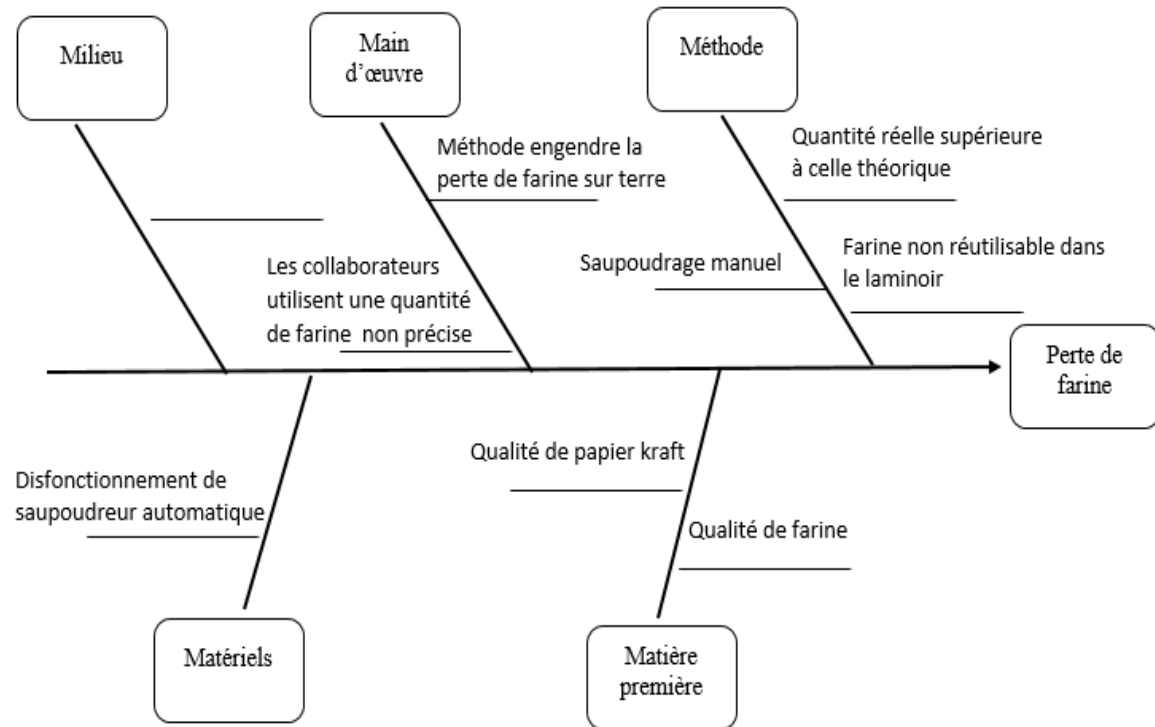 Milieu
Main
d'œuvre
Méthode
Méthode engendre la
perte de farine sur terre
Quantité réelle supérieure
à celle théorique
Les collaborateurs
utilisent une quantité
de farine non précise
Saupoudrage manuel
Farine non réutilisable dans
le laminoir
Perte de
farine
Disfonctionnement de
saupoudreur automatique
Qualité de papier kraft
Qualité de farine
Matériels
Matière
première